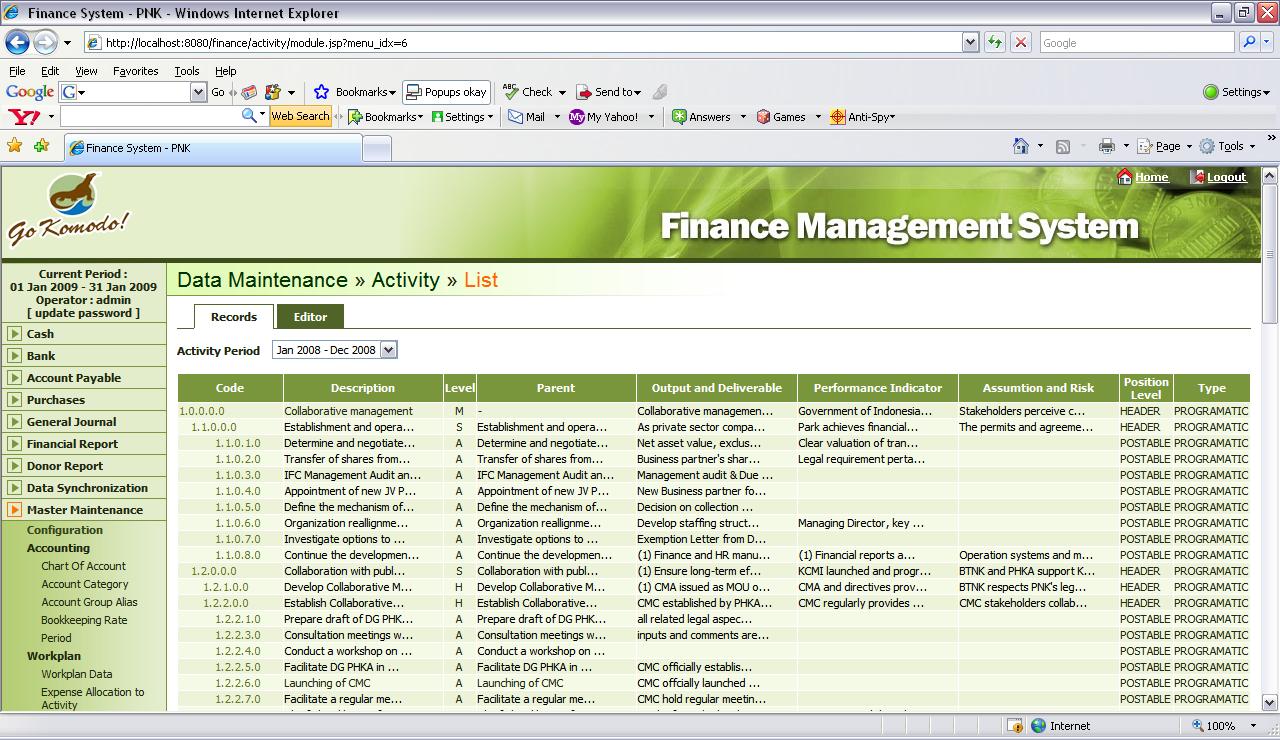 Finance System - PNK - Windows Internet Explorer
http://localhost:8080/finance/activity/module.jsp?menu_idx=6
Google
File Edit View Favorites Tools Help
Google G Go Bookmarks Popups okay ABC Check Send to Settings
Y! Web Search Bookmarks Settings Mail My My Yahoo! Answers Games Anti-Spy
Finance System - PNK
Page Tools
Home Logout
Go Komodo!
Finance Management System
Current Period :
01 Jan 2009 - 31 Jan 2009
Operator : admin
[ update password ]
Cash
Bank
Account Payable
Purchases
General Journal
Financial Report
Donor Report
Data Synchronization
Master Maintenance
Configuration
Accounting
Chart Of Account
Account Category
Account Group Alias
Bookkeeping Rate
Period
Workplan
Workplan Data
Expense Allocation to
Activity
Data Maintenance » Activity » List
Records Editor
Activity Period Jan 2008 - Dec 2008
Code Description Level Parent Output and Deliverable Performance Indicator Assumtion and Risk Position Level Type
1.0.0.0.0 Collaborative management M - Collaborative managemen... Government of Indonesia... Stakeholders perceive c... HEADER PROGRAMATIC
1.1.0.0.0 Establishment and opera... S Establishment and opera... As private sector compa... Park achieves financial... The permits and agreeme... HEADER PROGRAMATIC
1.1.0.1.0 Determine and negotiate... A Determine and negotiate... Net asset value, exclus... Clear valuation of tran... POSTABLE PROGRAMATIC
1.1.0.2.0 Transfer of shares from... A Transfer of shares from... Business partner's shar... Legal requirement perta... POSTABLE PROGRAMATIC
1.1.0.3.0 IFC Management Audit an... A IFC Management Audit an... Management audit & Due ... POSTABLE PROGRAMATIC
1.1.0.4.0 Appointment of new JV P... A Appointment of new JV P... New Business partner fo... POSTABLE PROGRAMATIC
1.1.0.5.0 Define the mechanism of... A Define the mechanism of... Decision on collection ... POSTABLE PROGRAMATIC
1.1.0.6.0 Organization reallignme... A Organization reallignme... Develop staffing struct... Managing Director, key ... POSTABLE PROGRAMATIC
1.1.0.7.0 Investigate options to ... A Investigate options to ... Exemption Letter from D... POSTABLE PROGRAMATIC
1.1.0.8.0 Continue the developmen... A Continue the developmen... (1) Finance and HR manu... (1) Financial reports a... Operation systems and m... POSTABLE PROGRAMATIC
1.2.0.0.0 Collaboration with publ... S Collaboration with publ... (1) Ensure long-term ef... KCMI launched and progr... BTNK and PHKA support K... HEADER PROGRAMATIC
1.2.1.0.0 Develop Collaborative M... H Develop Collaborative M... (1) CMA issued as MOU o... CMA and directives prov... BTNK respects PNK's leg... HEADER PROGRAMATIC
1.2.2.0.0 Establish Collaborative... H Establish Collaborative... CMC established by PHKA... CMC regularly provides ... CMC stakeholders collab... HEADER PROGRAMATIC
1.2.2.1.0 Prepare draft of DG PHK... A Prepare draft of DG PHK... all related legal aspec... POSTABLE PROGRAMATIC
1.2.2.3.0 Consultation meetings w... A Consultation meetings w... inputs and comments are... POSTABLE PROGRAMATIC
1.2.2.4.0 Conduct a workshop on ... A Conduct a workshop on ... POSTABLE PROGRAMATIC
1.2.2.5.0 Facilitate DG PHKA in ... A Facilitate DG PHKA in ... CMC officially establis... POSTABLE PROGRAMATIC
1.2.2.6.0 Launching of CMC A Launching of CMC CMC offcially launched ... POSTABLE PROGRAMATIC
1.2.2.7.0 Facilitate a regular me... A Facilitate a regular me... CMC hold regular meetin... POSTABLE PROGRAMATIC
Internet 100%